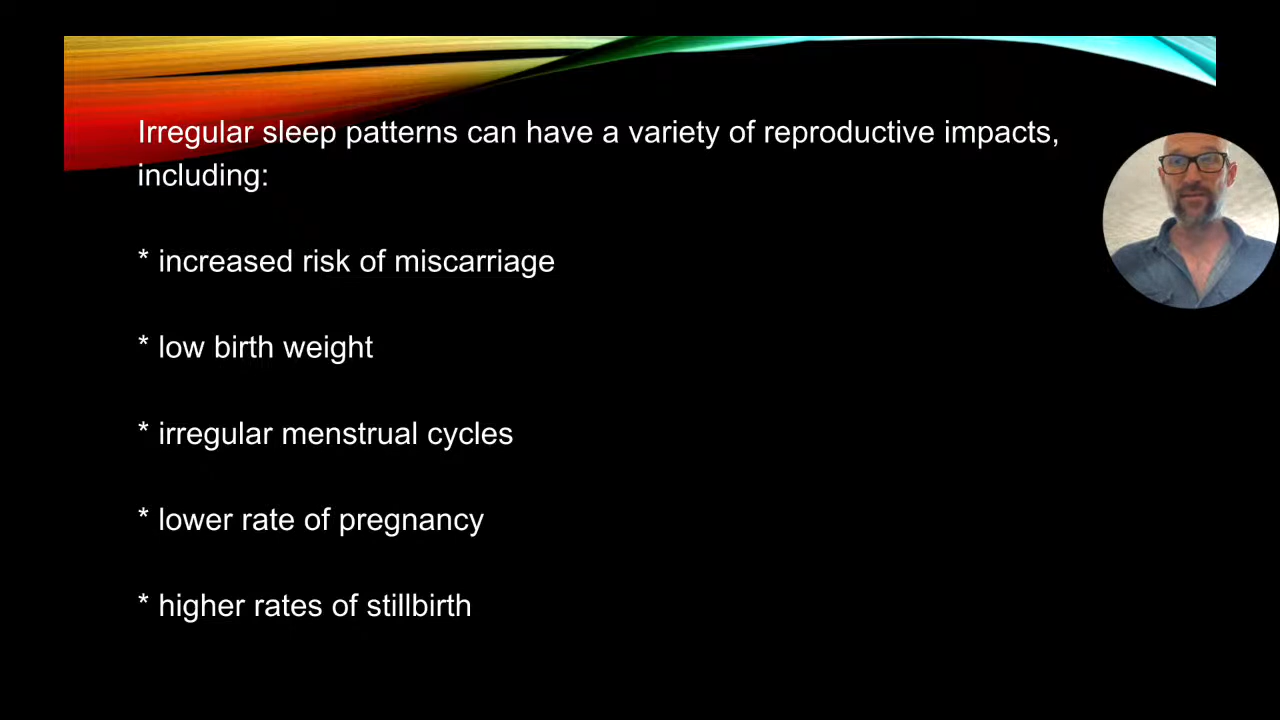 Irregular sleep patterns can have a variety of reproductive impacts,
including:
* increased risk of miscarriage
* low birth weight
* irregular menstrual cycles
* lower rate of pregnancy
* higher rates of stillbirth